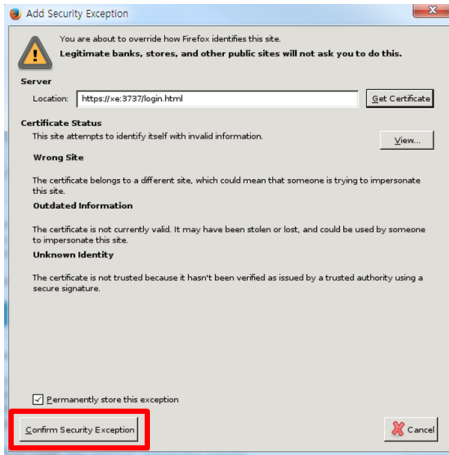 Add Security Exception
You are about to override how Firefox identifies this site.
Legitimate banks, stores, and other public sites will not ask you to do this.
Server
Location: https://xe:3737/login.html Get Certificate
Certificate Status
This site attempts to identify itself with invalid information. View...
Wrong Site
The certificate belongs to a different site, which could mean that someone is trying to impersonate
this site.
Outdated Information
The certificate is not currently valid. It may have been stolen or lost, and could be used by someone
to impersonate this site.
Unknown Identity
The certificate is not trusted because it hasn't been verified as issued by a trusted authority using a
secure signature.
Permanently store this exception
Confirm Security Exception Cancel